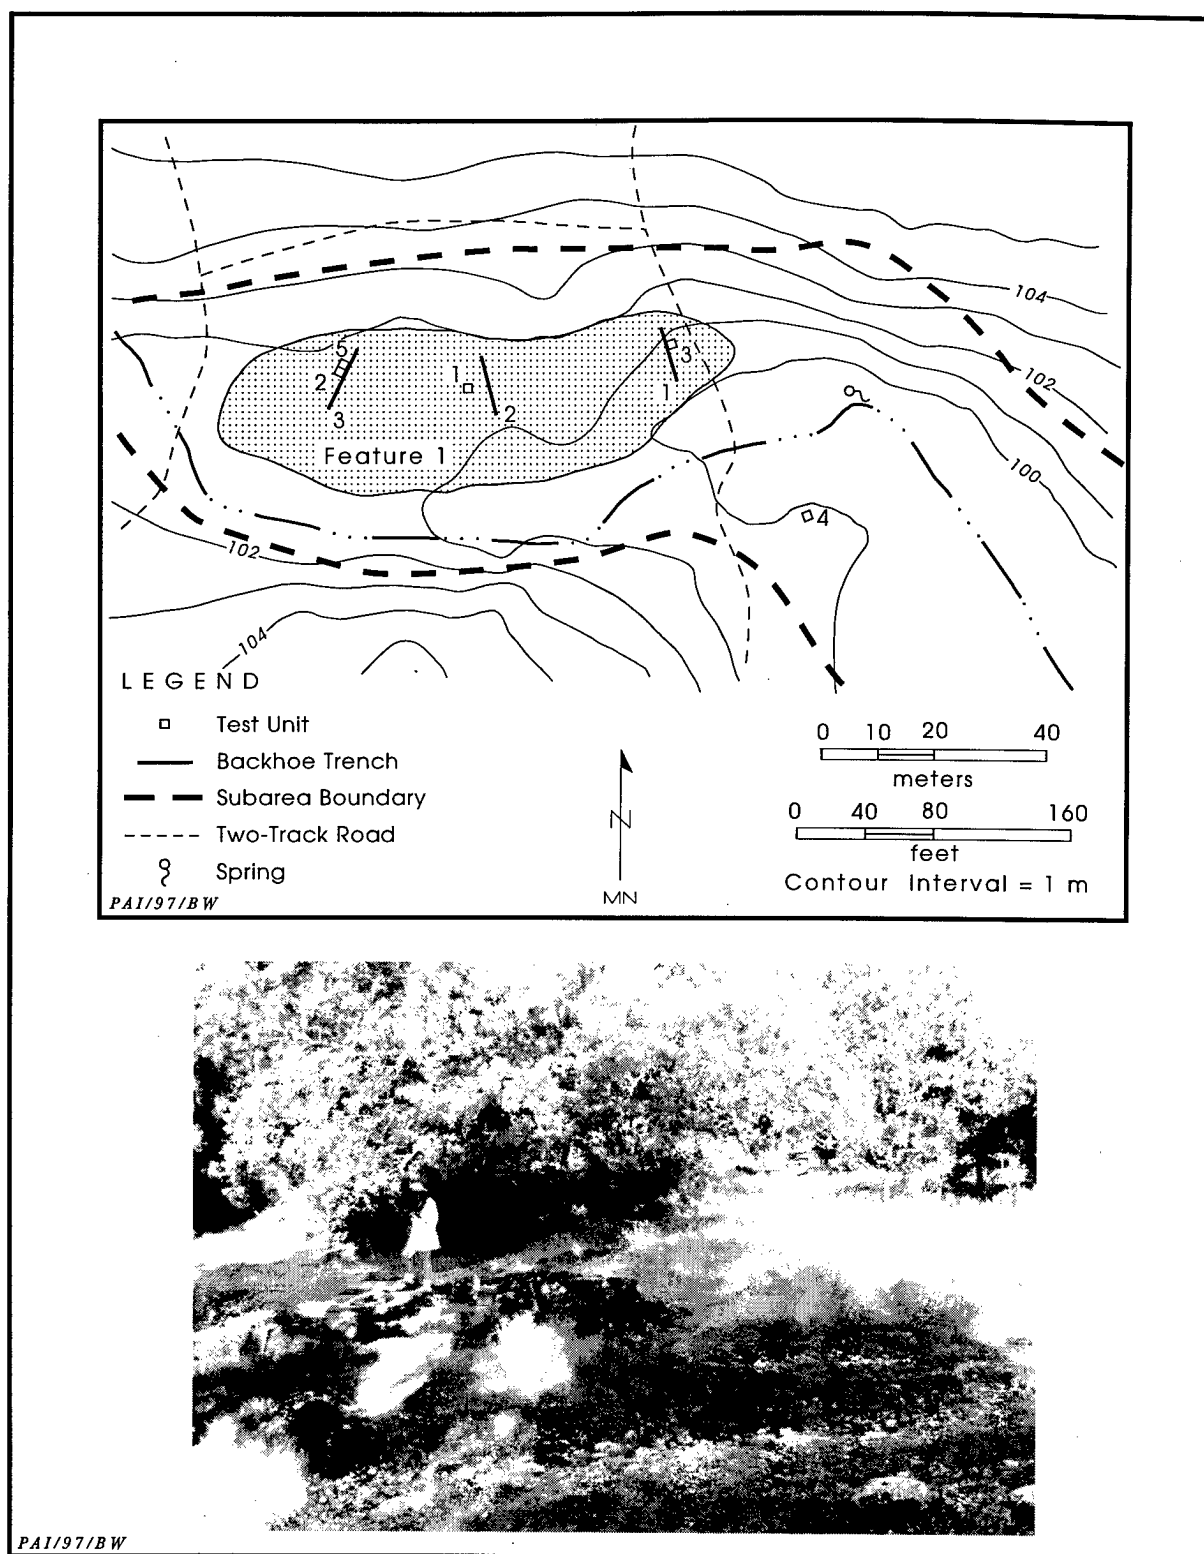 104
102
100
5
2
3
1
2
3
1
Feature 1
4
102
104
LEGEND
Test Unit
Backhoe Trench
Subarea Boundary
Two-Track Road
Spring
PAI/97/BW
N
MN
0 10 20 40
meters
0 40 80 160
feet
Contour Interval = 1 m
PAI/97/BW